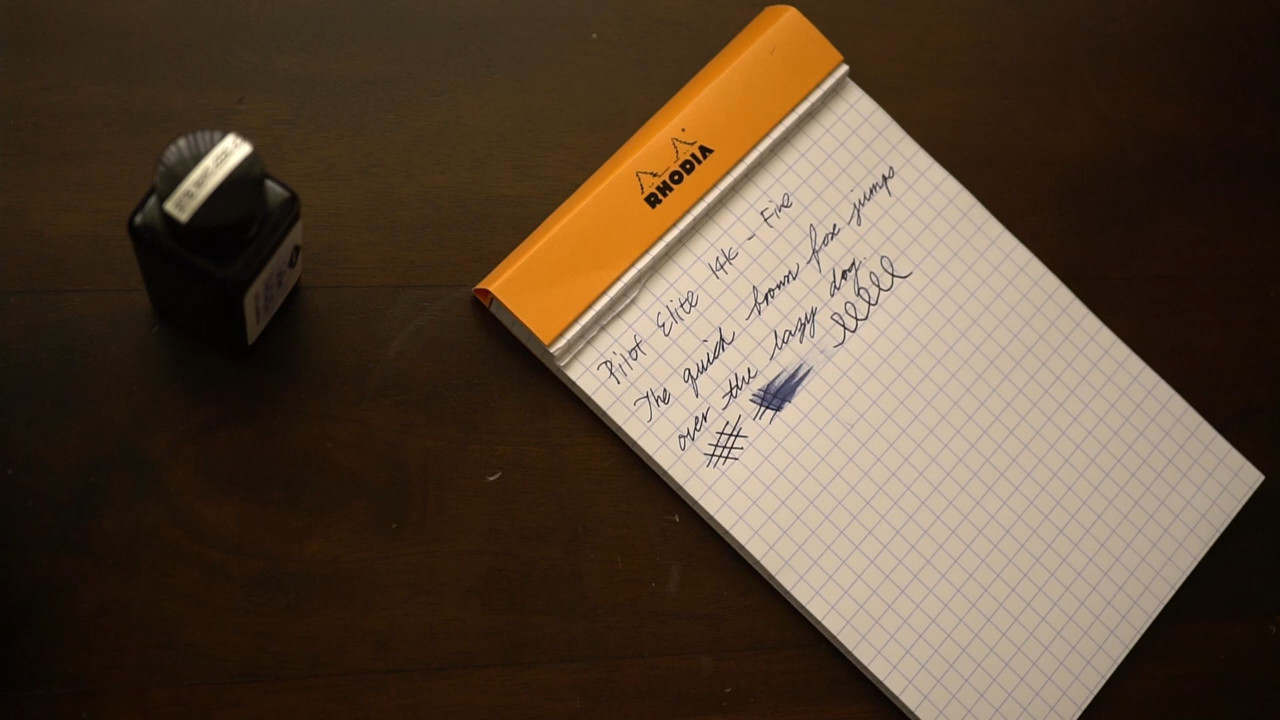 RHODIA
Pilot Elite 14k - Fine
The quick brown fox jumps
over the lazy dog.